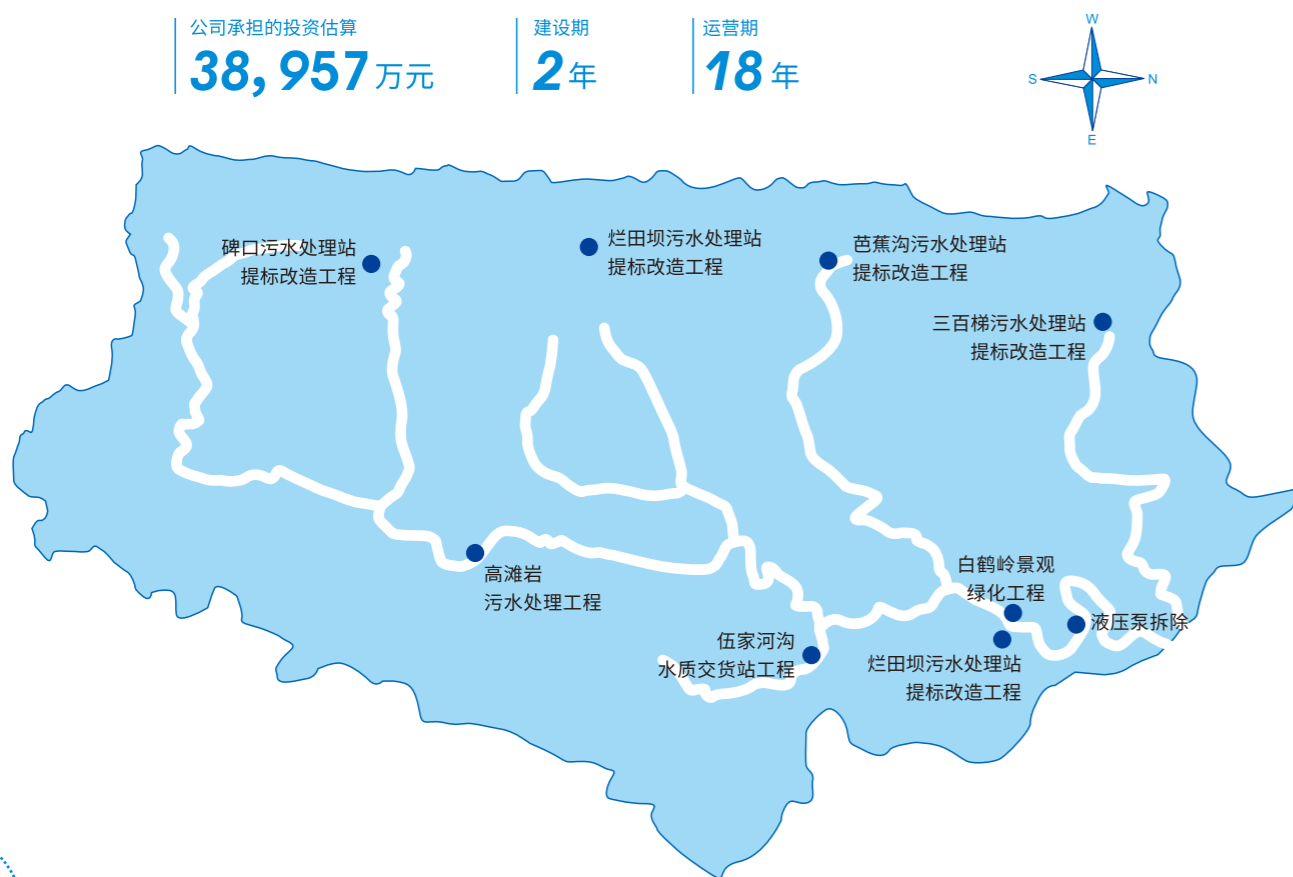 公司承担的投资估算
38,957万元
建设期
2年
运营期
18年
W
S
N
E
碑口污水处理站
提标改造工程
烂田坝污水处理站
提标改造工程
芭蕉沟污水处理站
提标改造工程
三百梯污水处理站
提标改造工程
高滩岩
污水处理工程
白鹤岭景观
绿化工程
液压泵拆除
伍家河沟
水质交货站工程
烂田坝污水处理站
提标改造工程